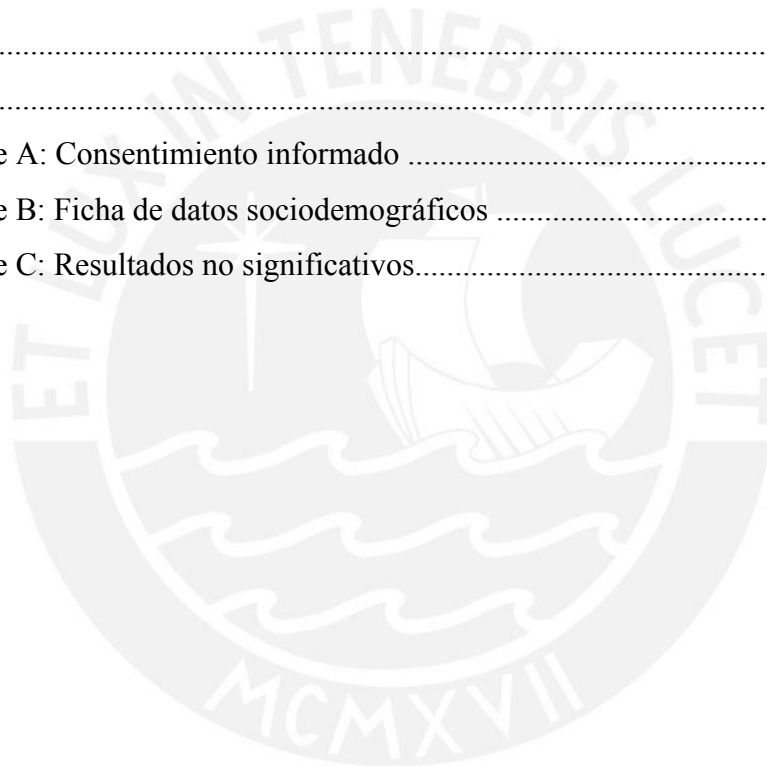 ................................................................................................
................................................................................................
e A: Consentimiento informado ..............................................
e B: Ficha de datos sociodemográficos ...................................
e C: Resultados no significativos.............................................
ET LUX IN TENEBRIS LUCET
MCMXVII